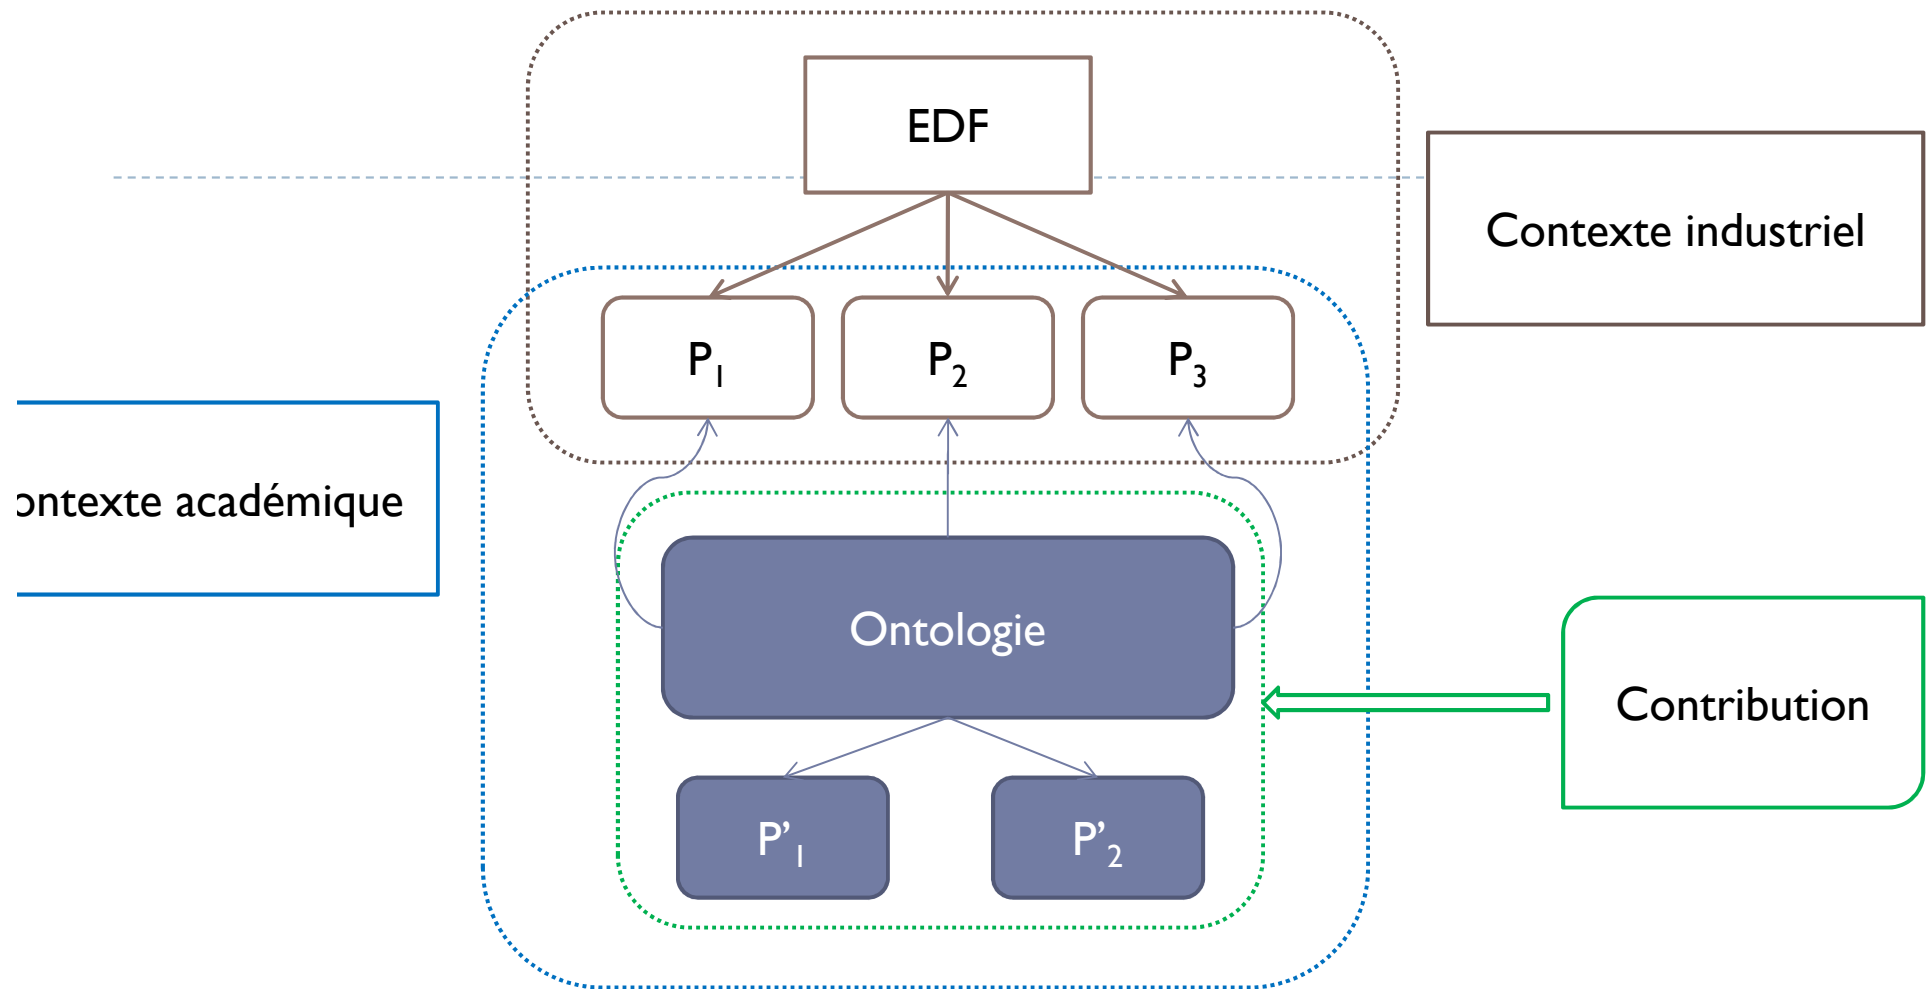 EDF
Contexte industriel
P1 P2 P3
ontexte académique
Ontologie
Contribution
P’1 P’2